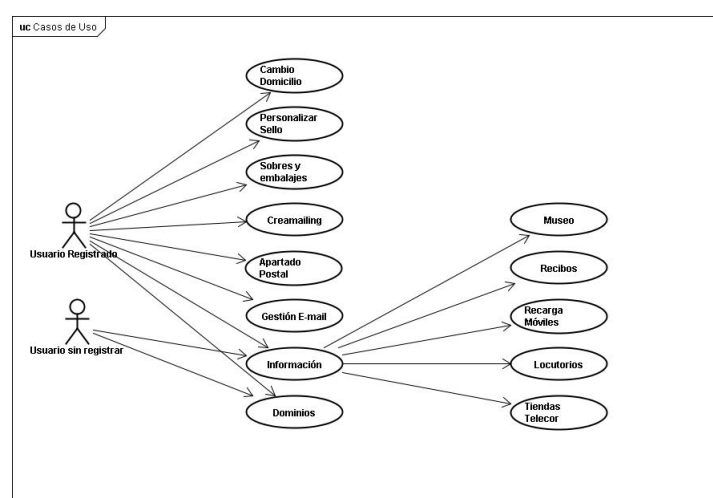 uc Casos de Uso
Cambio
Domicilio
Personalizar
Sello
Sobres y
embalajes
Creamailing
Apartado
Postal
Gestión E-mail
Información
Dominios
Usuario Registrado
Usuario sin registrar
Museo
Recibos
Recarga
Móviles
Locutorios
Tiendas
Telecor